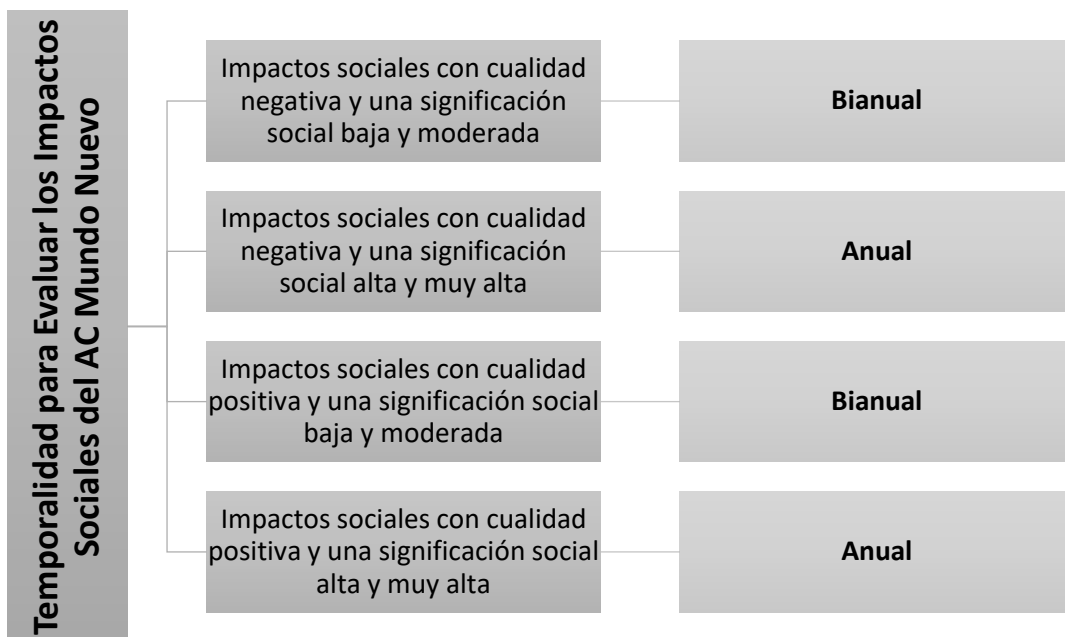 Temporalidad para Evaluar los Impactos
Sociales del AC Mundo Nuevo
Impactos sociales con cualidad
negativa y una significación
social baja y moderada
Bianual
Impactos sociales con cualidad
negativa y una significación
social alta y muy alta
Anual
Impactos sociales con cualidad
positiva y una significación social
baja y moderada
Bianual
Impactos sociales con cualidad
positiva y una significación social
alta y muy alta
Anual